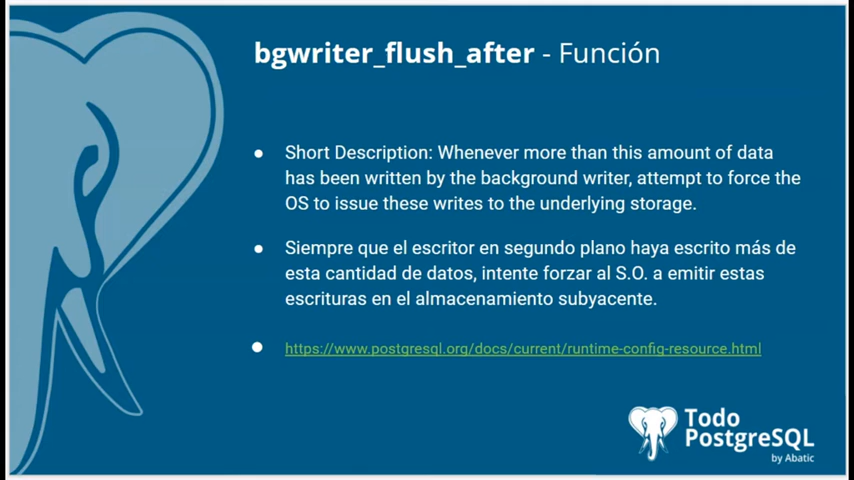 bgwriter_flush_after - Función
● Short Description: Whenever more than this amount of data
has been written by the background writer, attempt to force the
OS to issue these writes to the underlying storage.
● Siempre que el escritor en segundo plano haya escrito más de
esta cantidad de datos, intente forzar al S.O. a emitir estas
escrituras en el almacenamiento subyacente.
● https://www.postgresql.org/docs/current/runtime-config-resource.html
Todo
PostgreSQL
by Abatic